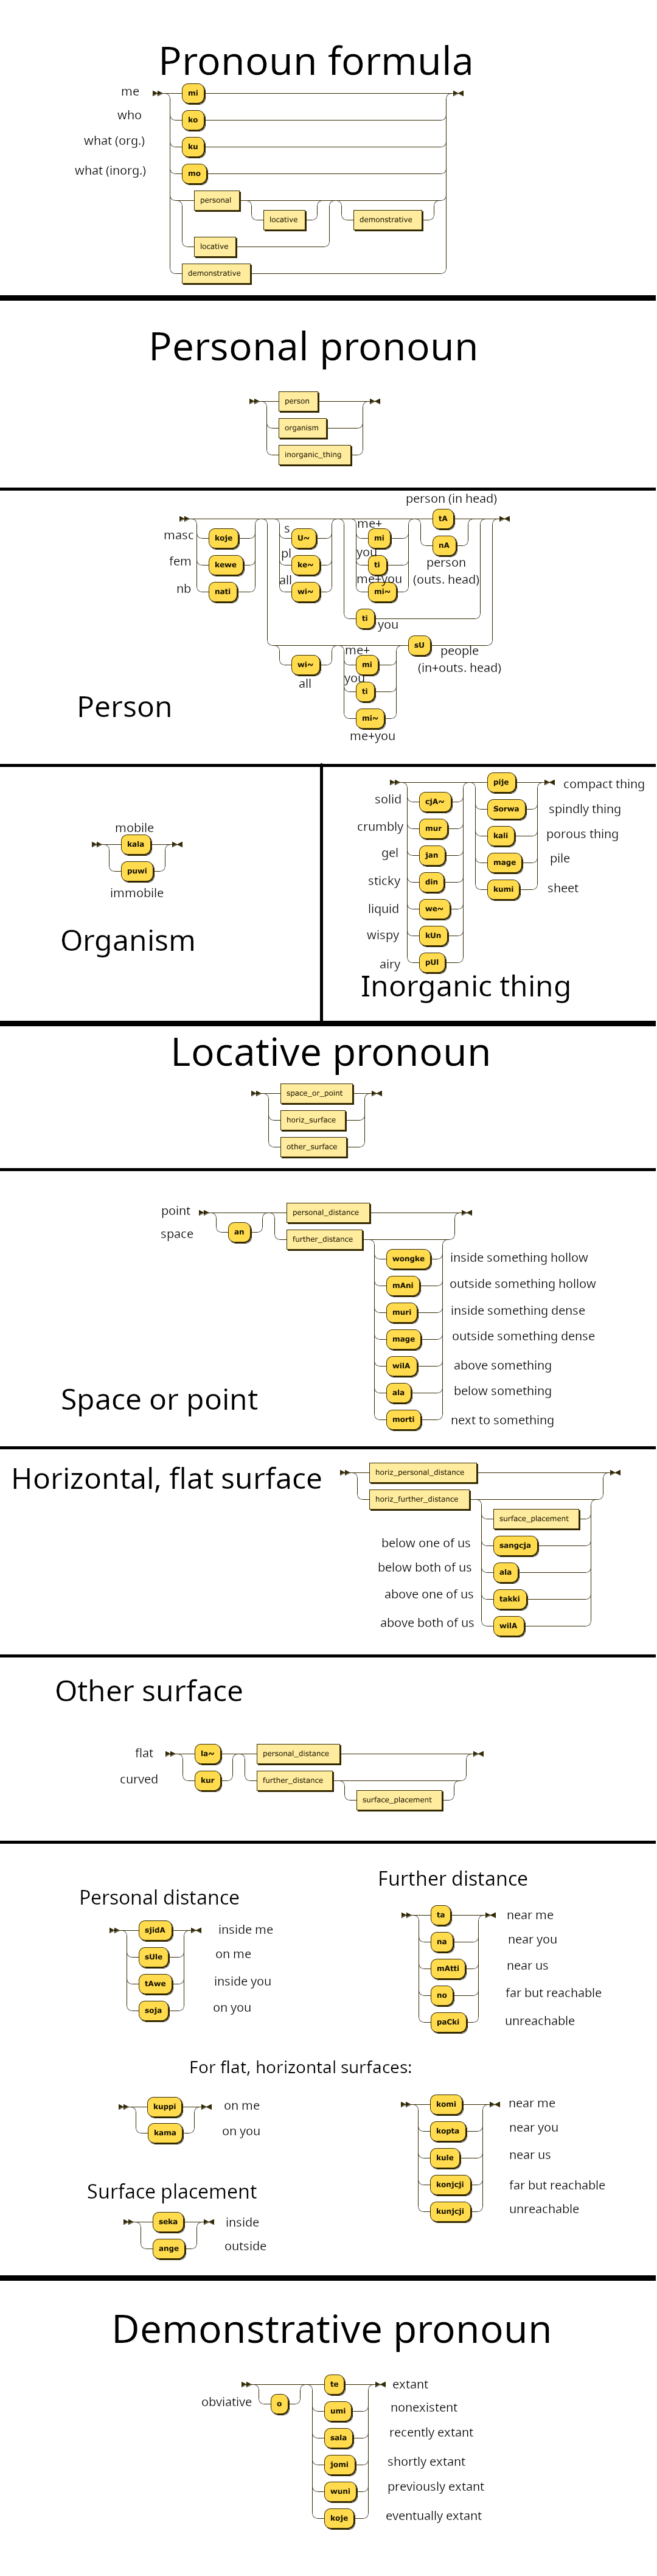 Pronoun formula
me mi
who ko
what (org.) ku
what (inorg.) mo
personal
locative demonstrative
locative
demonstrative
Personal pronoun
person
organism
inorganic_thing
person (in head)
tA
masc koje s U~ me+ mi nA
fem kewe pl ke~ you ti person
nb nati all wi~ me+you mi~ (outs. head)
ti you
sU people
me+ (in+outs. head)
wi~ mi
all you ti
Person
mi~
me+you
mobile
kala
puwi
immobile
Organism
pije compact thing
solid cjA~ Sorwa spindly thing
crumbly mur kali porous thing
gel jan mage pile
sticky din kumi sheet
liquid we~
wispy kUn
airy pUl
Inorganic thing
Locative pronoun
space_or_point
horiz_surface
other_surface
point personal_distance
space an further_distance
wongke inside something hollow
mAni outside something hollow
muri inside something dense
mage outside something dense
wilA above something
ala below something
morti next to something
Space or point
Horizontal, flat surface horiz_personal_distance
horiz_further_distance
surface_placement
below one of us sangcja
below both of us ala
above one of us takki
above both of us wilA
Other surface
flat la~ personal_distance
curved kur further_distance
surface_placement
Personal distance
sjidA inside me
sUle on me
tAwe inside you
soja on you
Further distance
ta near me
na near you
mAtti near us
no far but reachable
paCki unreachable
For flat, horizontal surfaces:
kuppi on me
kama on you
komi near me
kopta near you
kule near us
konjcji far but reachable
kunjcji unreachable
Surface placement
seka inside
ange outside
Demonstrative pronoun
te extant
obviative o umi nonexistent
sala recently extant
jomi shortly extant
wuni previously extant
koje eventually extant